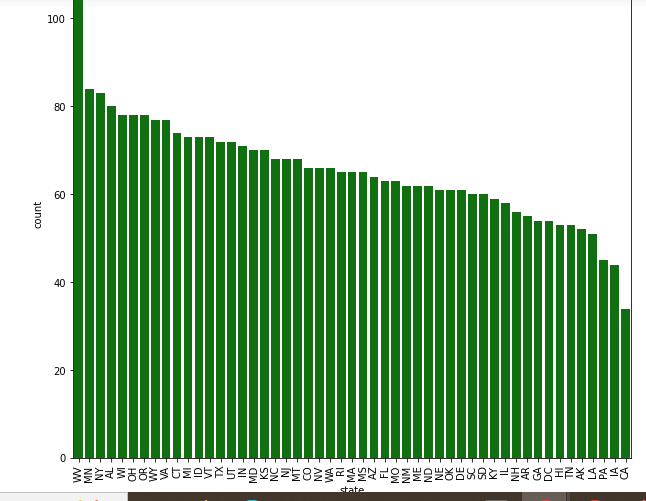 100
80
60
40
20
0
count
WV MN NY AL WI OH OR WY VA CT MI ID VT TX UT IN MD KS NC NJ MT CO NV WA RI MA MS AZ FL MO NM ME ND NE OK DE SC SD KY IL NH AR GA DC HI TN AK LA PA IA CA
state